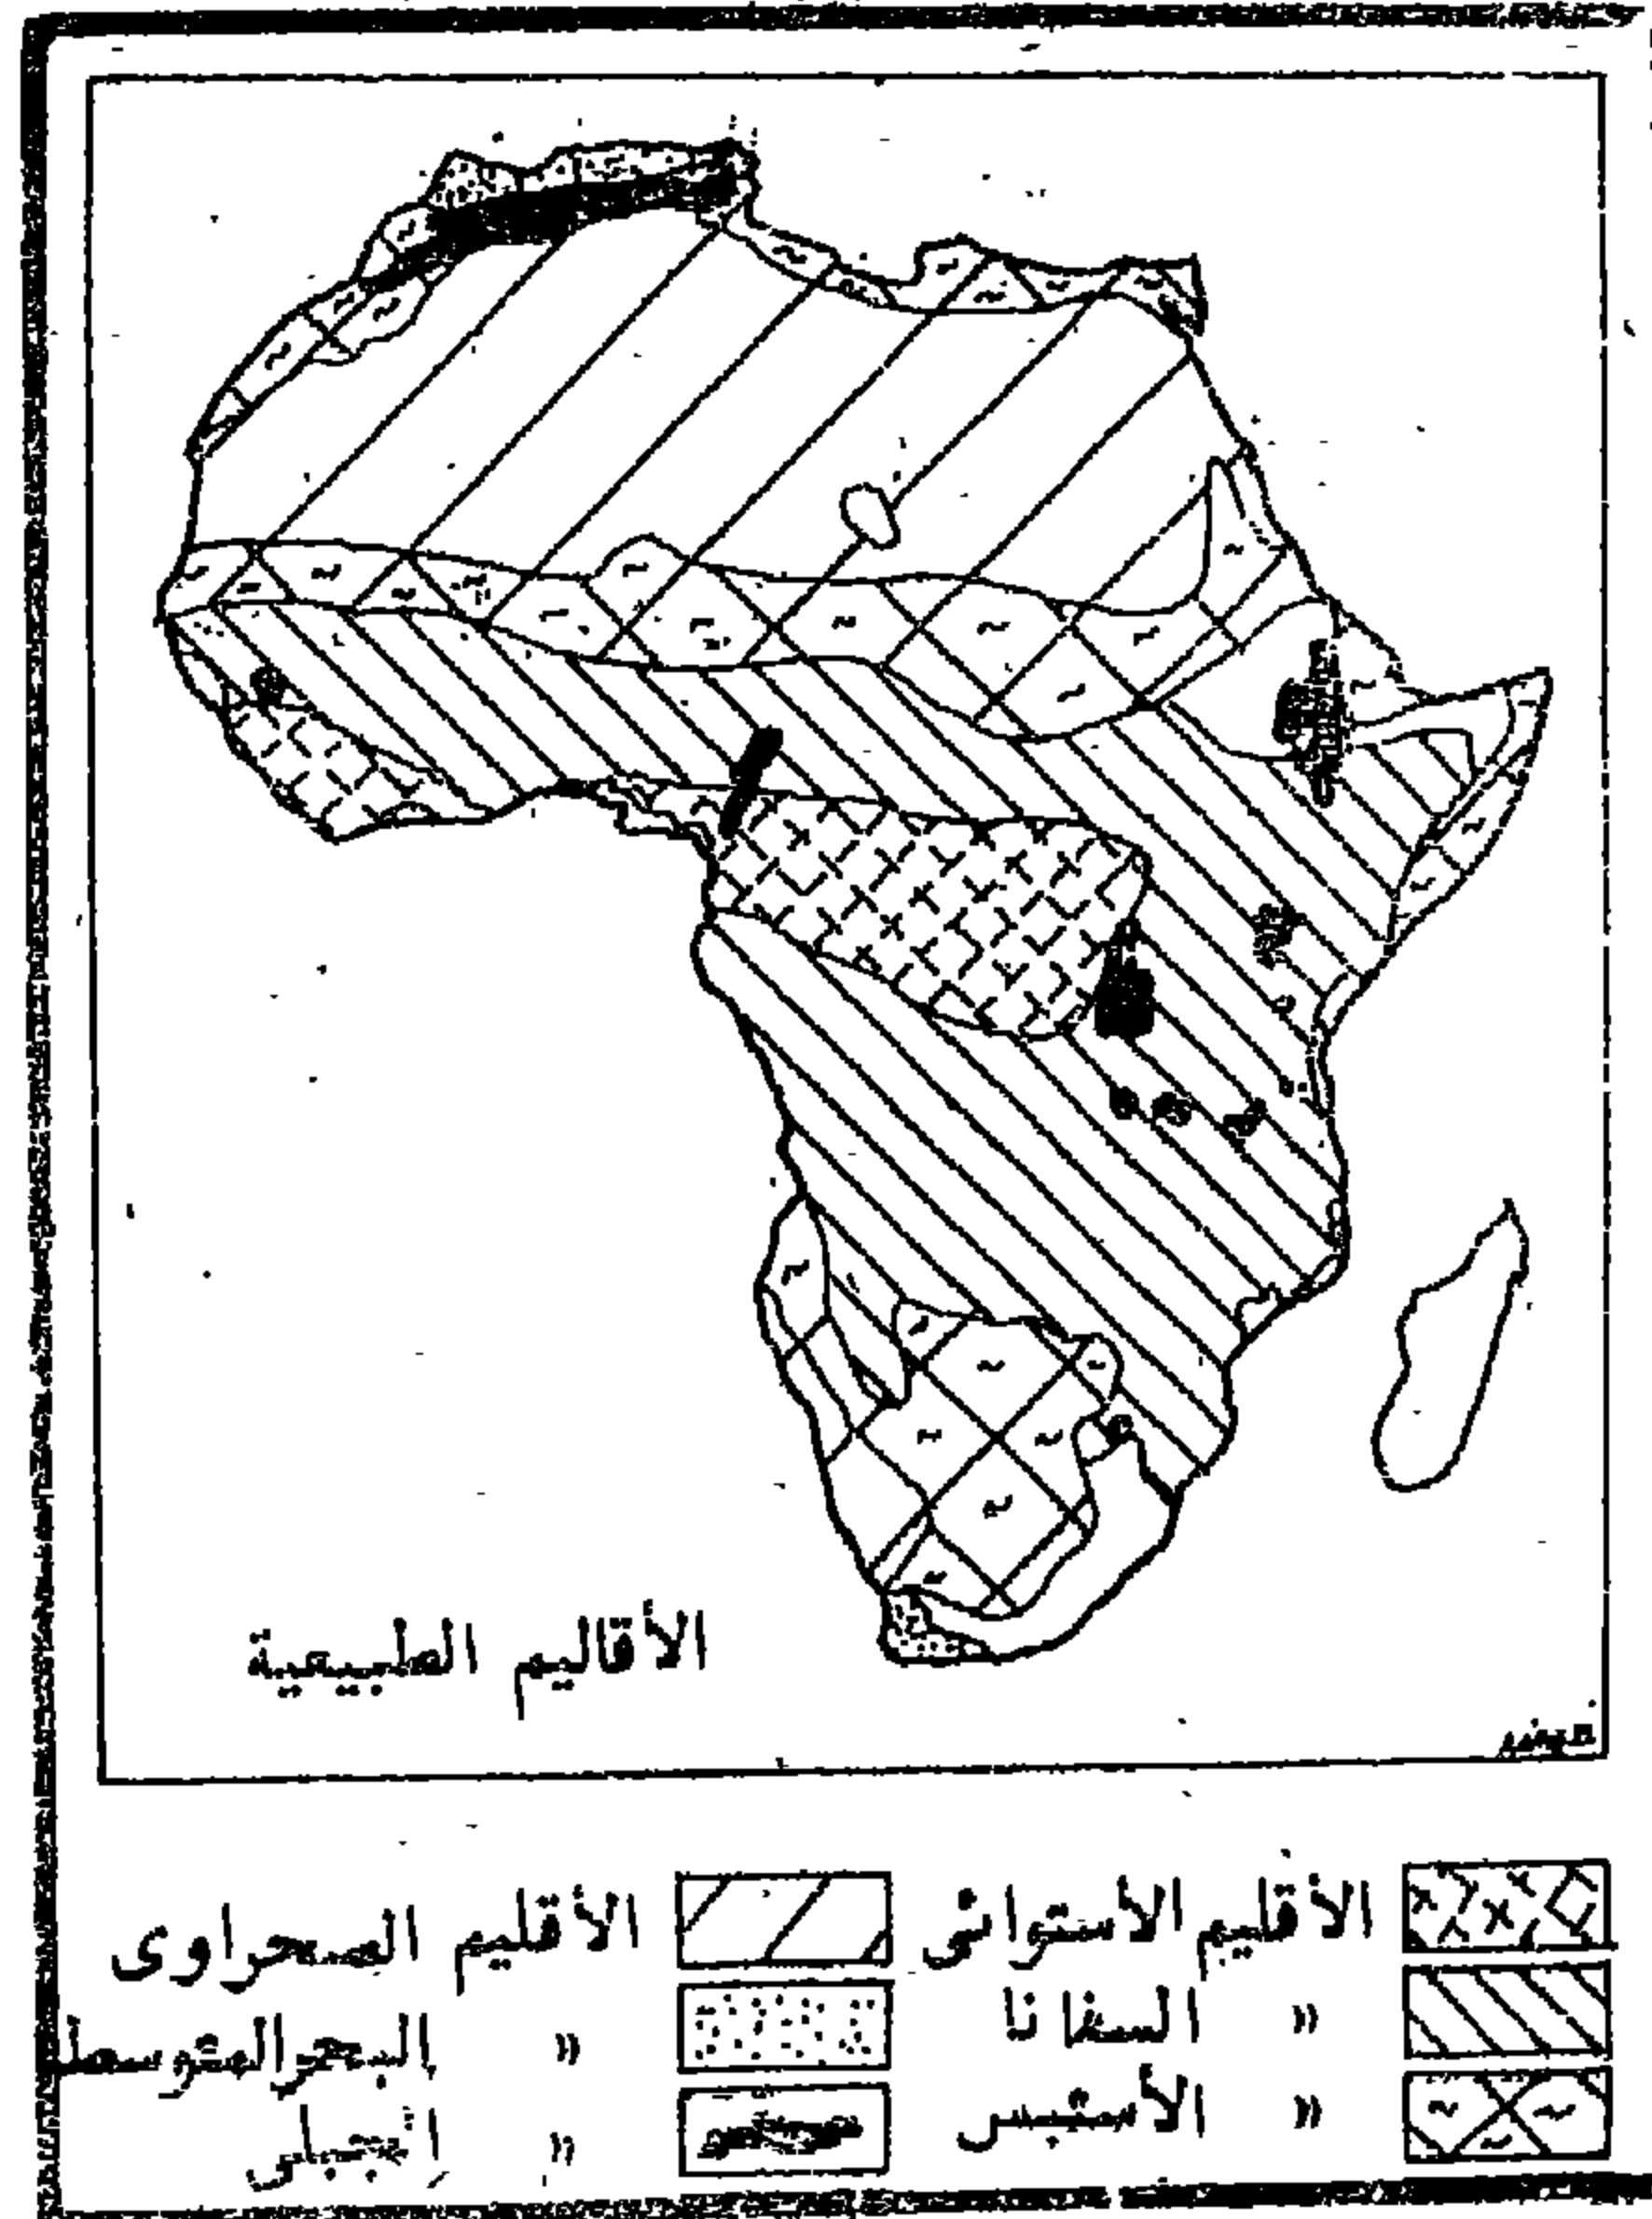 الأقاليم الطبيعية
الأقليم الأستوائى
« السفانا
« الأستبس
الأقليم الصحراوى
« البحر المتوسط
« الجبلى